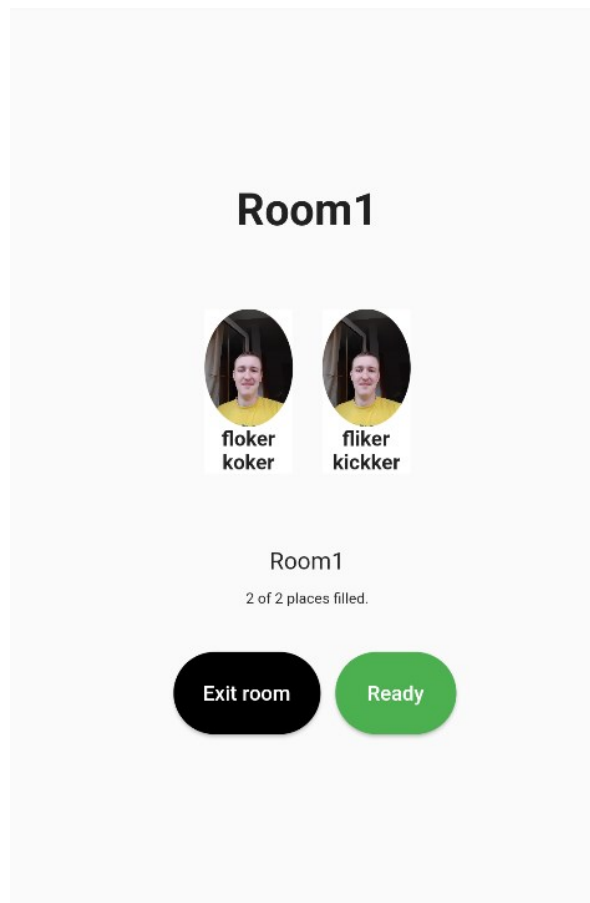 Room1
floker
koker
fliker
kickker
Room1
2 of 2 places filled.
Exit room
Ready